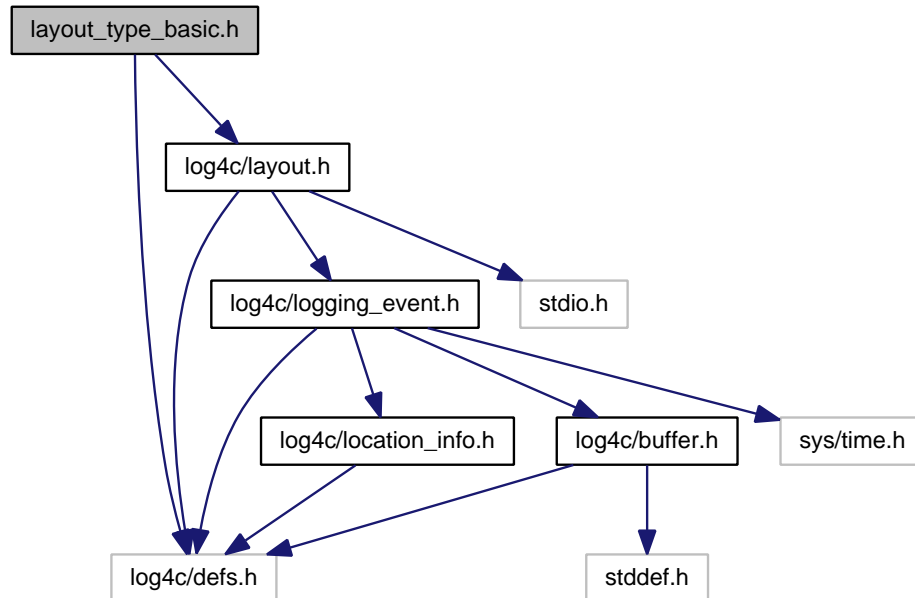 layout_type_basic.h
log4c/layout.h
log4c/logging_event.h
stdio.h
log4c/location_info.h
log4c/buffer.h
sys/time.h
log4c/defs.h
stddef.h